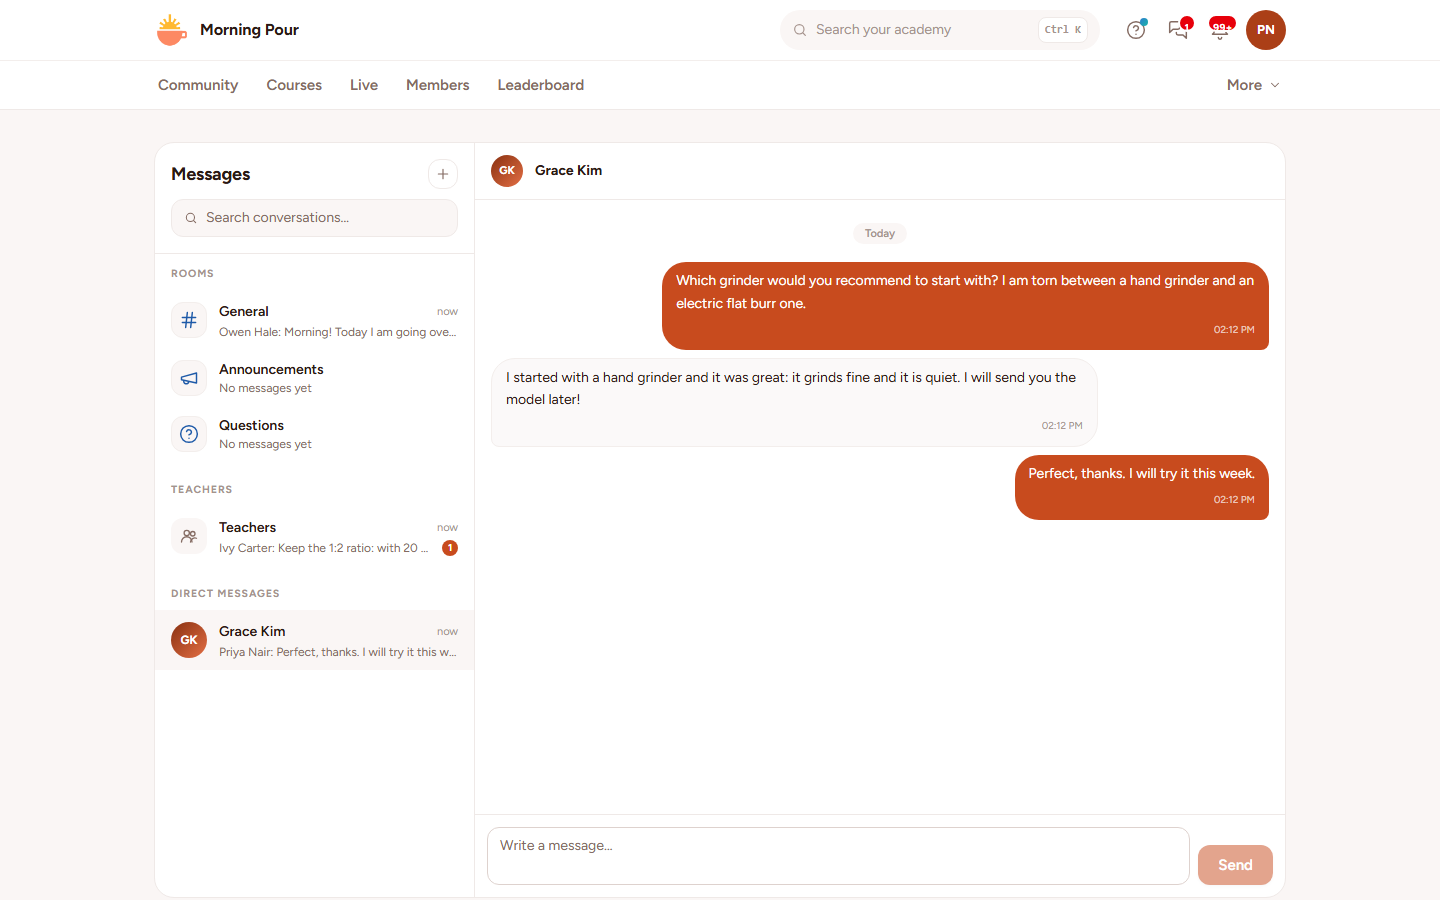 Morning Pour
Search your academy
Ctrl K
1
99+
PN
Community
Courses
Live
Members
Leaderboard
More
Messages
Search conversations...
ROOMS
General
now
Owen Hale: Morning! Today I am going ove...
Announcements
No messages yet
Questions
No messages yet
TEACHERS
Teachers
now
Ivy Carter: Keep the 1:2 ratio: with 20 ...
1
DIRECT MESSAGES
GK
Grace Kim
now
Priya Nair: Perfect, thanks. I will try it this w...
GK
Grace Kim
Today
Which grinder would you recommend to start with? I am torn between a hand grinder and an
electric flat burr one.
02:12 PM
I started with a hand grinder and it was great: it grinds fine and it is quiet. I will send you the
model later!
02:12 PM
Perfect, thanks. I will try it this week.
02:12 PM
Write a message...
Send